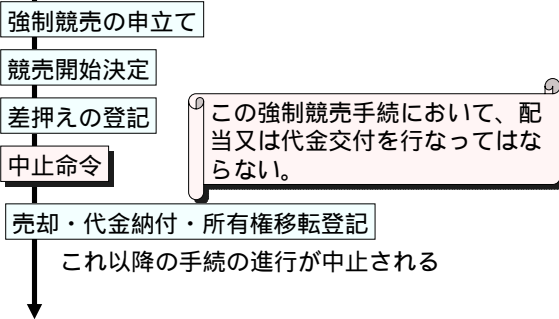 強制競売の申立て
競売開始決定
差押えの登記
中止命令
この強制競売手続において、配
当又は代金交付を行なってはな
らない。
売却・代金納付・所有権移転登記
これ以降の手続の進行が中止される